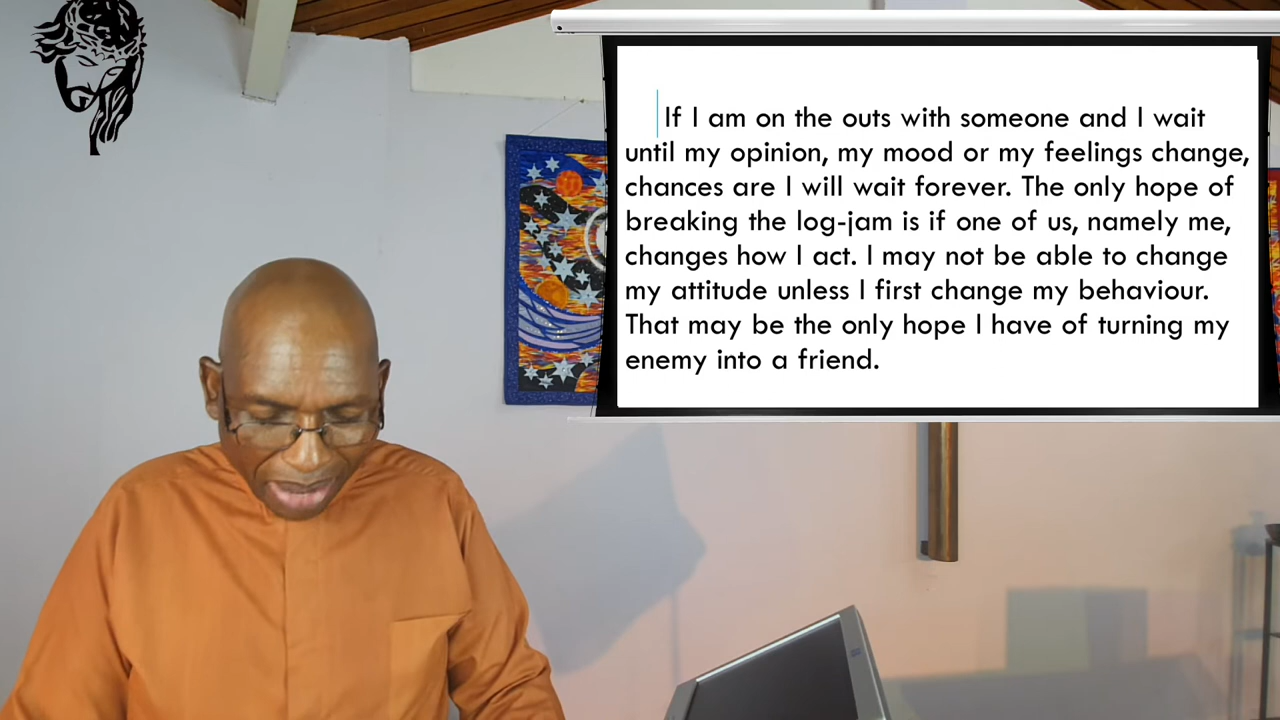 If I am on the outs with someone and I wait
until my opinion, my mood or my feelings change,
chances are I will wait forever. The only hope of
breaking the log-jam is if one of us, namely me,
changes how I act. I may not be able to change
my attitude unless I first change my behaviour.
That may be the only hope I have of turning my
enemy into a friend.